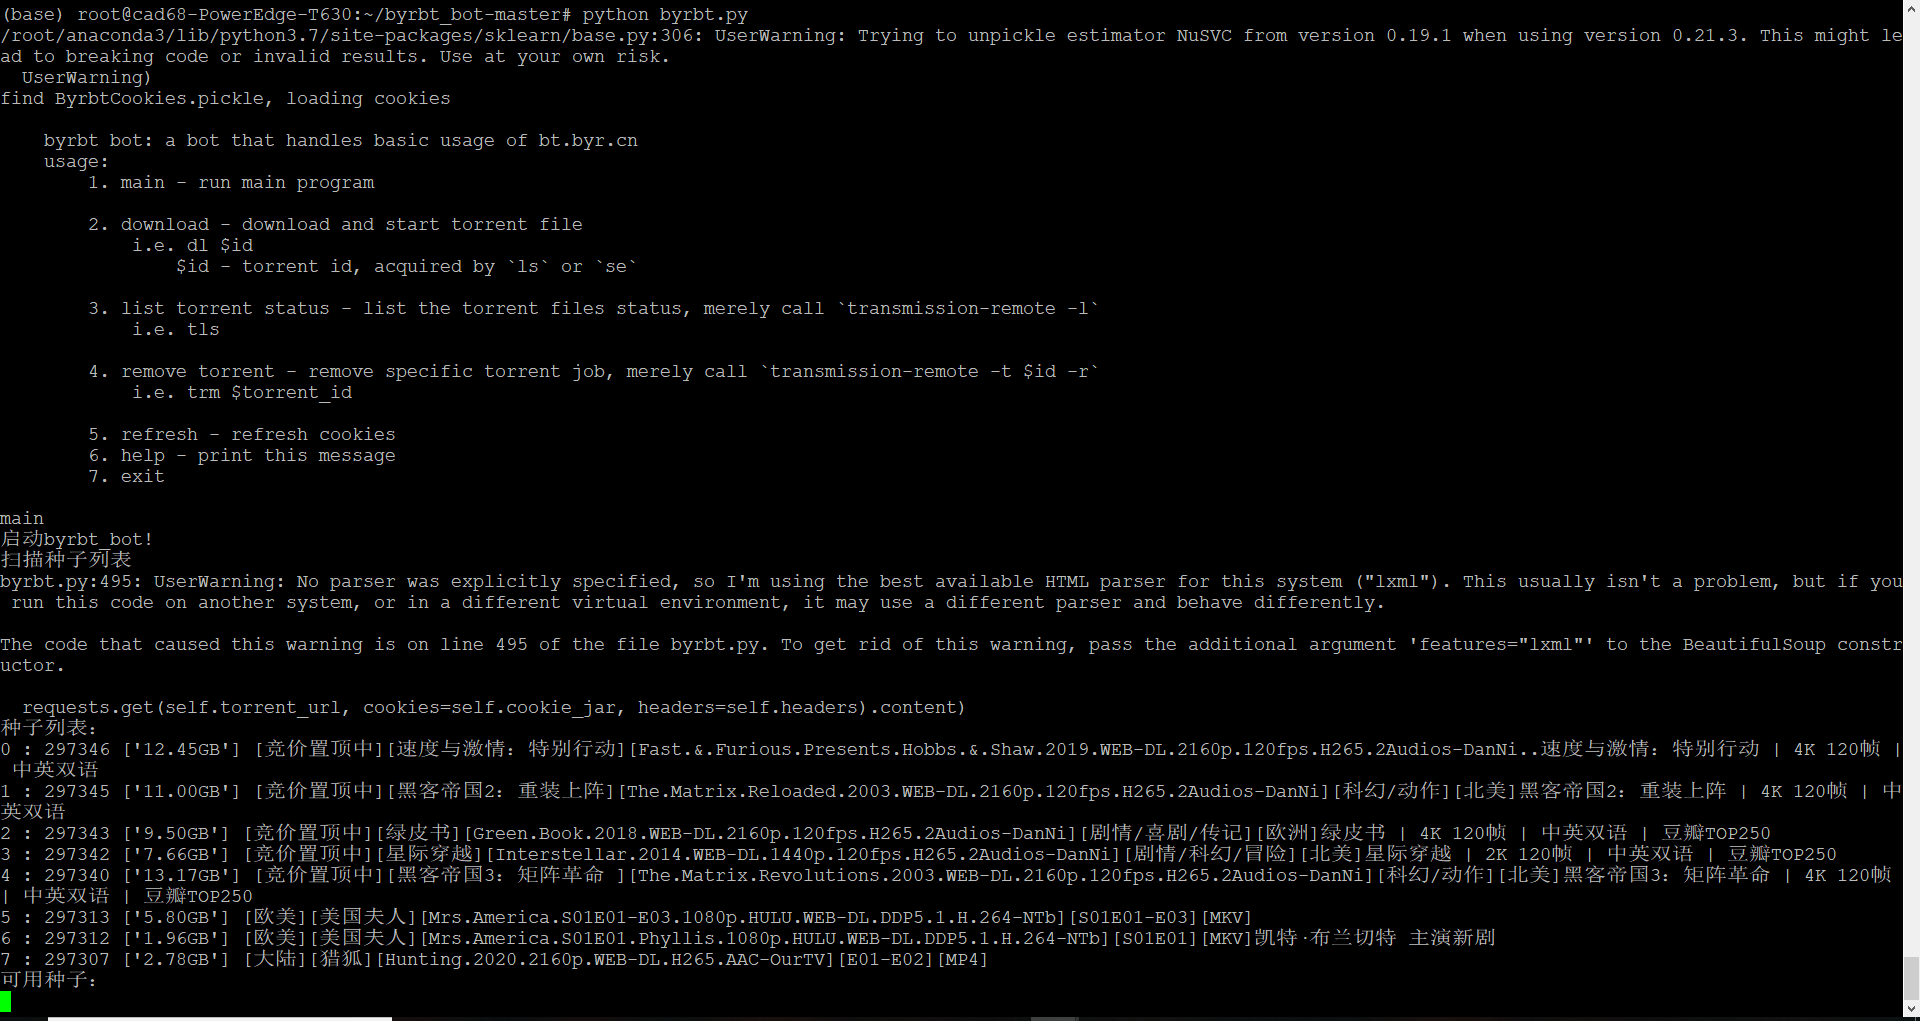 (base) root@cad68-PowerEdge-T630:~/byrbt_bot-master# python byrbt.py
/root/anaconda3/lib/python3.7/site-packages/sklearn/base.py:306: UserWarning: Trying to unpickle estimator NuSVC from version 0.19.1 when using version 0.21.3. This might le
ad to breaking code or invalid results. Use at your own risk.
  UserWarning)
find ByrbtCookies.pickle, loading cookies
    byrbt bot: a bot that handles basic usage of bt.byr.cn
    usage:
        1. main - run main program
        2. download - download and start torrent file
            i.e. dl $id
                $id - torrent id, acquired by `ls` or `se`
        3. list torrent status - list the torrent files status, merely call `transmission-remote -l`
            i.e. tls
        4. remove torrent - remove specific torrent job, merely call `transmission-remote -t $id -r`
            i.e. trm $torrent_id
        5. refresh - refresh cookies
        6. help - print this message
        7. exit
main
启动byrbt_bot!
扫描种子列表
byrbt.py:495: UserWarning: No parser was explicitly specified, so I'm using the best available HTML parser for this system ("lxml"). This usually isn't a problem, but if you
 run this code on another system, or in a different virtual environment, it may use a different parser and behave differently.
The code that caused this warning is on line 495 of the file byrbt.py. To get rid of this warning, pass the additional argument 'features="lxml"' to the BeautifulSoup constr
uctor.
  requests.get(self.torrent_url, cookies=self.cookie_jar, headers=self.headers).content)
种子列表：
0 : 297346 ['12.45GB'] [竞价置顶中][速度与激情：特别行动][Fast.&.Furious.Presents.Hobbs.&.Shaw.2019.WEB-DL.2160p.120fps.H265.2Audios-DanNi..速度与激情：特别行动 | 4K 120帧 |
 中英双语
1 : 297345 ['11.00GB'] [竞价置顶中][黑客帝国2：重装上阵][The.Matrix.Reloaded.2003.WEB-DL.2160p.120fps.H265.2Audios-DanNi][科幻/动作][北美]黑客帝国2：重装上阵 | 4K 120帧 | 中
英双语
2 : 297343 ['9.50GB'] [竞价置顶中][绿皮书][Green.Book.2018.WEB-DL.2160p.120fps.H265.2Audios-DanNi][剧情/喜剧/传记][欧洲]绿皮书 | 4K 120帧 | 中英双语 | 豆瓣TOP250
3 : 297342 ['7.66GB'] [竞价置顶中][星际穿越][Interstellar.2014.WEB-DL.1440p.120fps.H265.2Audios-DanNi][剧情/科幻/冒险][北美]星际穿越 | 2K 120帧 | 中英双语 | 豆瓣TOP250
4 : 297340 ['13.17GB'] [竞价置顶中][黑客帝国3：矩阵革命 ][The.Matrix.Revolutions.2003.WEB-DL.2160p.120fps.H265.2Audios-DanNi][科幻/动作][北美]黑客帝国3：矩阵革命 | 4K 120帧
| 中英双语 | 豆瓣TOP250
5 : 297313 ['5.80GB'] [欧美][美国夫人][Mrs.America.S01E01-E03.1080p.HULU.WEB-DL.DDP5.1.H.264-NTb][S01E01-E03][MKV]
6 : 297312 ['1.96GB'] [欧美][美国夫人][Mrs.America.S01E01.Phyllis.1080p.HULU.WEB-DL.DDP5.1.H.264-NTb][S01E01][MKV]凯特·布兰切特 主演新剧
7 : 297307 ['2.78GB'] [大陆][猎狐][Hunting.2020.2160p.WEB-DL.H265.AAC-OurTV][E01-E02][MP4]
可用种子：